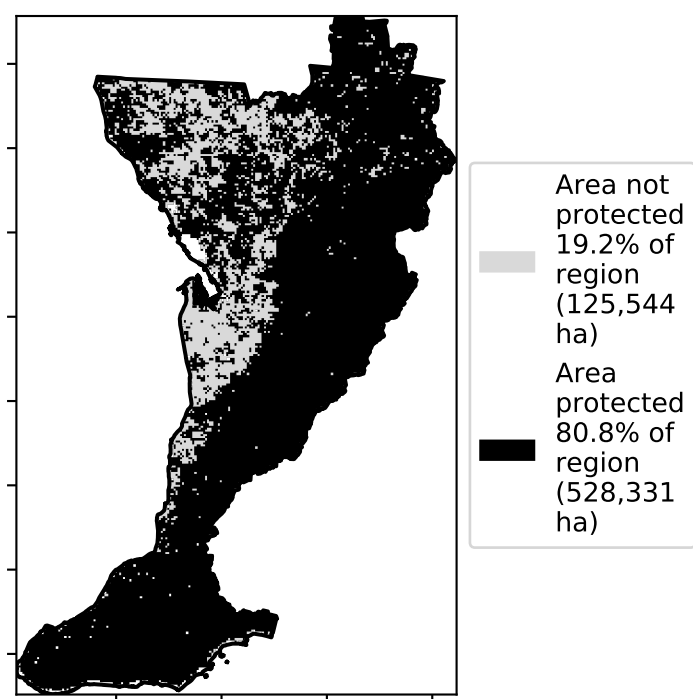 Area not
protected
19.2% of
region
(125,544
ha)
Area
protected
80.8% of
region
(528,331
ha)